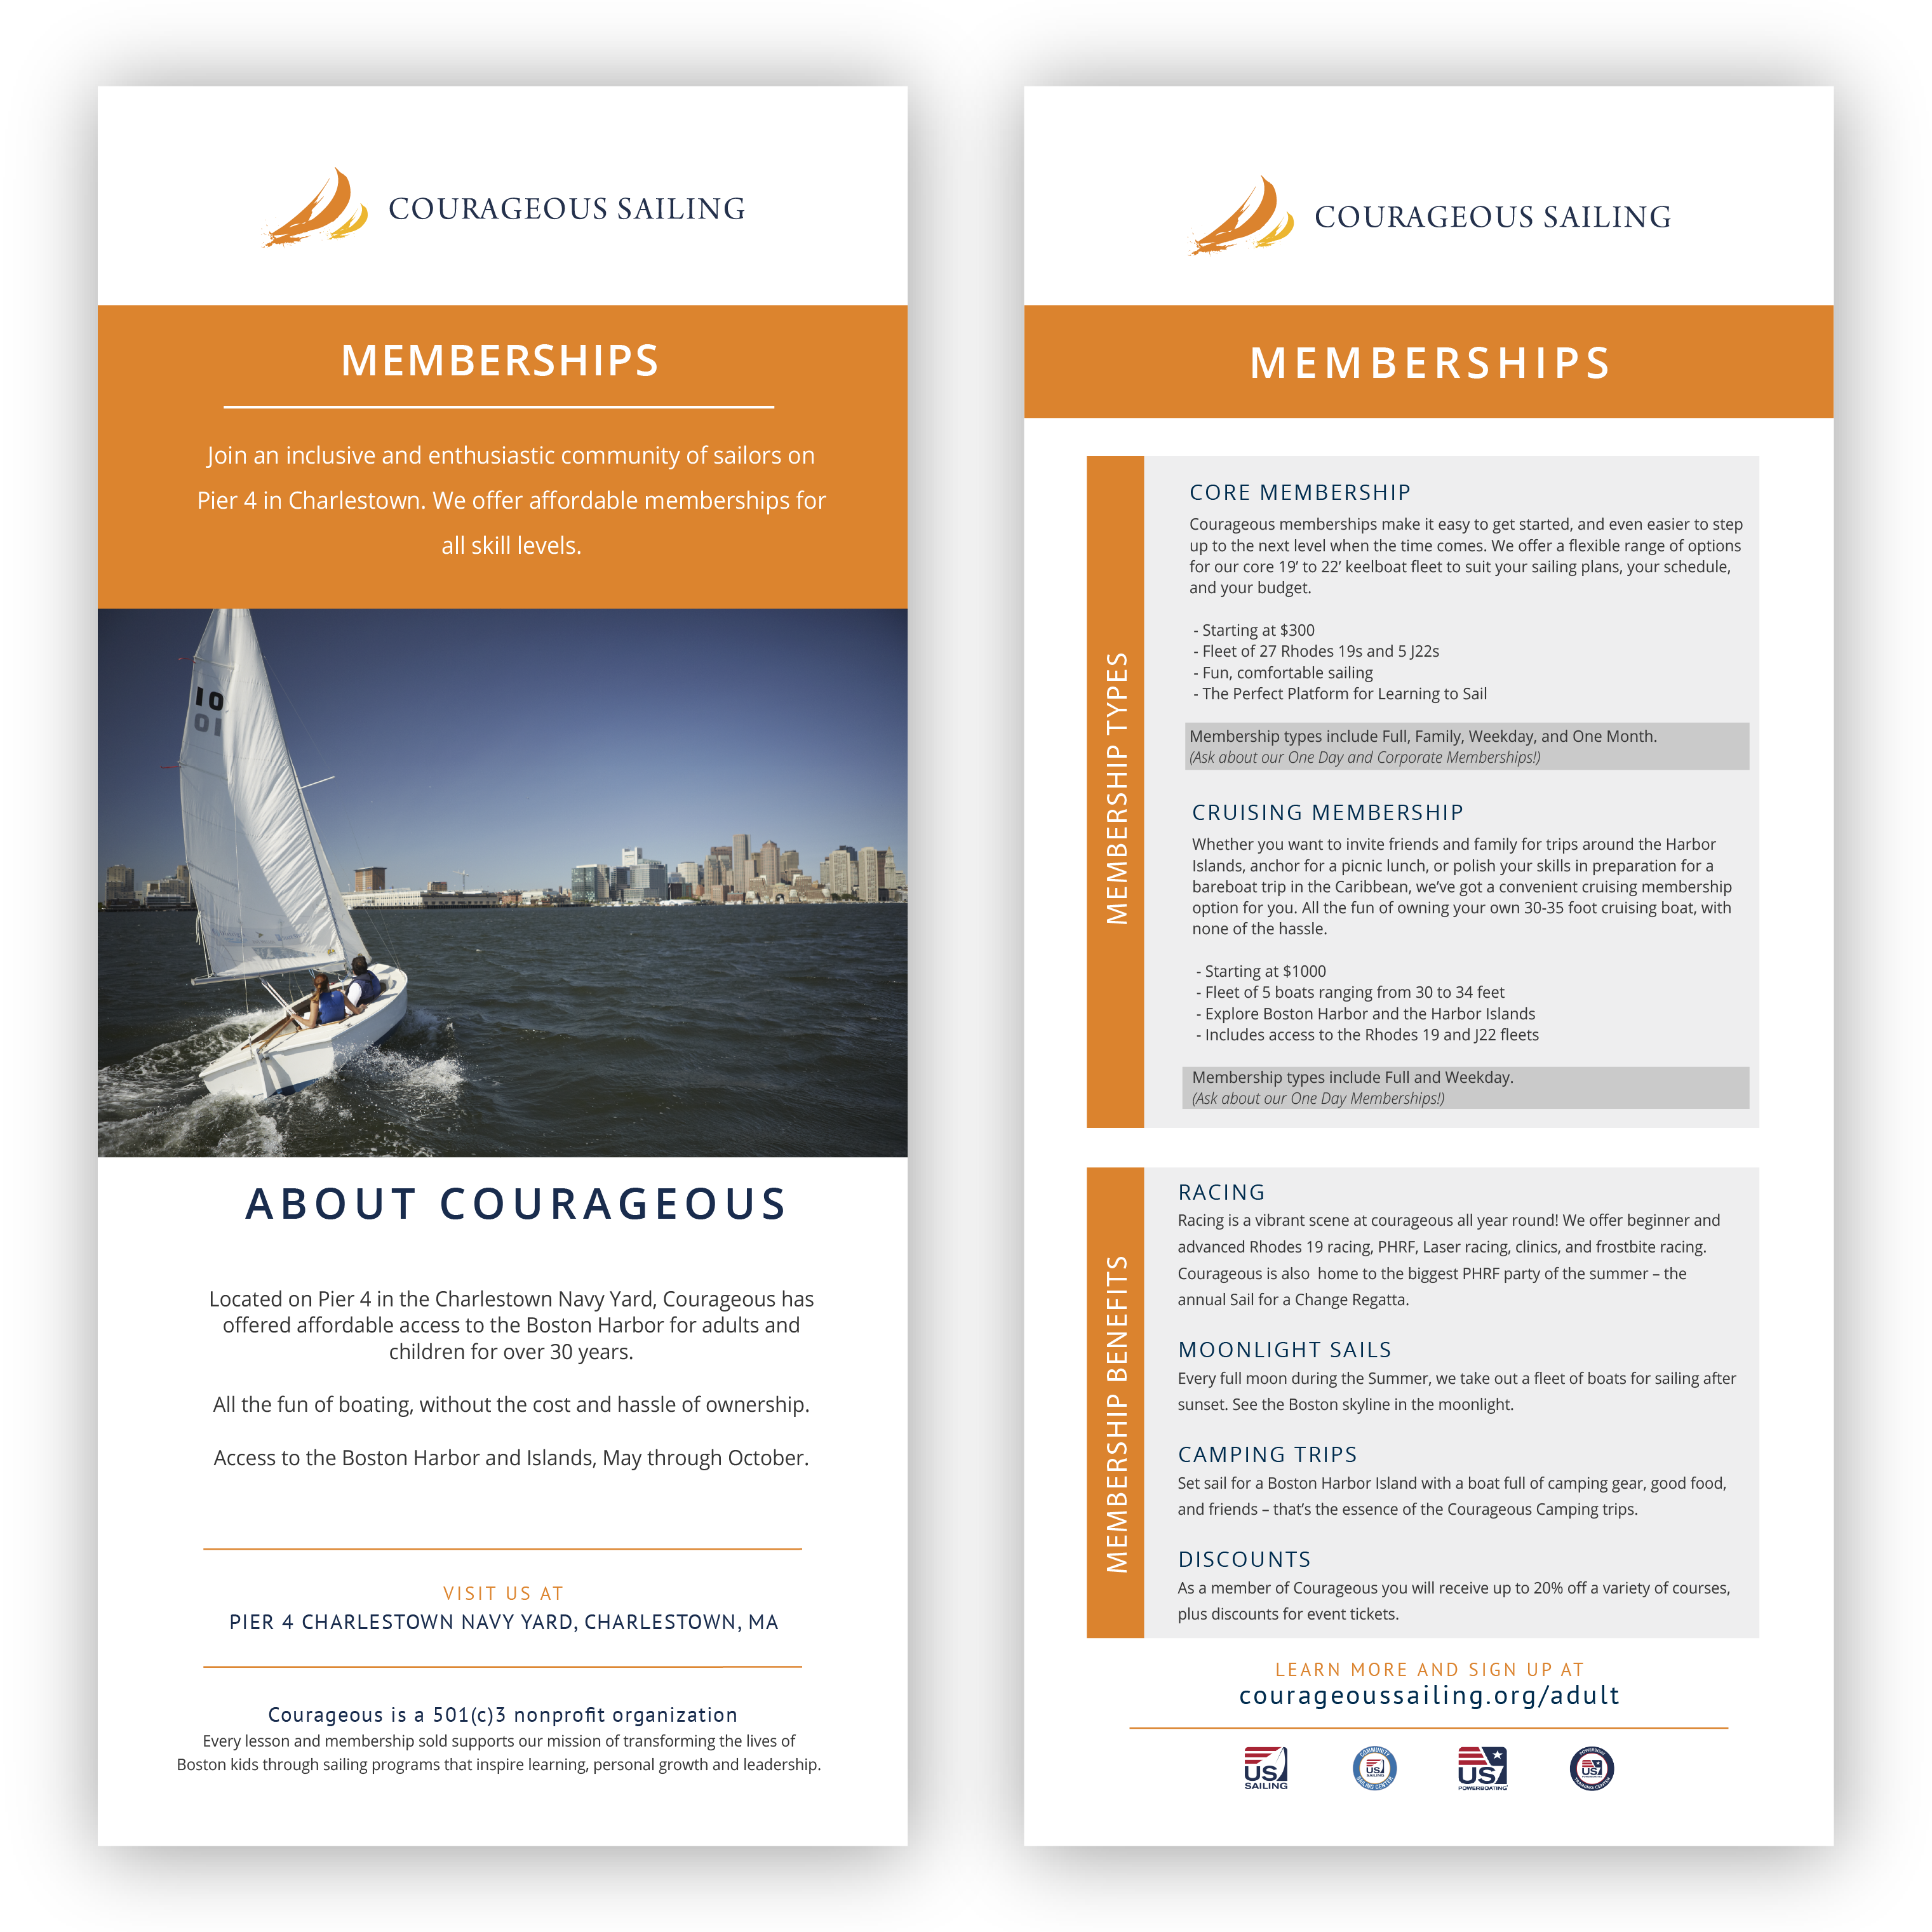 COURAGEOUS SAILING
MEMBERSHIPS
Join an inclusive and enthusiastic community of sailors on
Pier 4 in Charlestown. We offer affordable memberships for
all skill levels.
10
10
ABOUT COURAGEOUS
Located on Pier 4 in the Charlestown Navy Yard, Courageous has
offered affordable access to the Boston Harbor for adults and
children for over 30 years.
All the fun of boating, without the cost and hassle of ownership.
Access to the Boston Harbor and Islands, May through October.
VISIT US AT
PIER 4 CHARLESTOWN NAVY YARD, CHARLESTOWN, MA
Courageous is a 501(c)3 nonprofit organization
Every lesson and membership sold supports our mission of transforming the lives of
Boston kids through sailing programs that inspire learning, personal growth and leadership.
COURAGEOUS SAILING
MEMBERSHIPS
MEMBERSHIP TYPES
CORE MEMBERSHIP
Courageous memberships make it easy to get started, and even easier to step
up to the next level when the time comes. We offer a flexible range of options
for our core 19’ to 22’ keelboat fleet to suit your sailing plans, your schedule,
and your budget.
- Starting at $300
- Fleet of 27 Rhodes 19s and 5 J22s
- Fun, comfortable sailing
- The Perfect Platform for Learning to Sail
Membership types include Full, Family, Weekday, and One Month.
(Ask about our One Day and Corporate Memberships!)
CRUISING MEMBERSHIP
Whether you want to invite friends and family for trips around the Harbor
Islands, anchor for a picnic lunch, or polish your skills in preparation for a
bareboat trip in the Caribbean, we’ve got a convenient cruising membership
option for you. All the fun of owning your own 30-35 foot cruising boat, with
none of the hassle.
- Starting at $1000
- Fleet of 5 boats ranging from 30 to 34 feet
- Explore Boston Harbor and the Harbor Islands
- Includes access to the Rhodes 19 and J22 fleets
Membership types include Full and Weekday.
(Ask about our One Day Memberships!)
MEMBERSHIP BENEFITS
RACING
Racing is a vibrant scene at courageous all year round! We offer beginner and
advanced Rhodes 19 racing, PHRF, Laser racing, clinics, and frostbite racing.
Courageous is also  home to the biggest PHRF party of the summer – the
annual Sail for a Change Regatta.
MOONLIGHT SAILS
Every full moon during the Summer, we take out a fleet of boats for sailing after
sunset. See the Boston skyline in the moonlight.
CAMPING TRIPS
Set sail for a Boston Harbor Island with a boat full of camping gear, good food,
and friends – that’s the essence of the Courageous Camping trips.
DISCOUNTS
As a member of Courageous you will receive up to 20% off a variety of courses,
plus discounts for event tickets.
LEARN MORE AND SIGN UP AT
courageoussailing.org/adult
US
SAILING
COMMUNITY
US
SAILING
SAILING CENTER
US
POWERBOATING
POWERBOAT
US
TRAINING CENTER